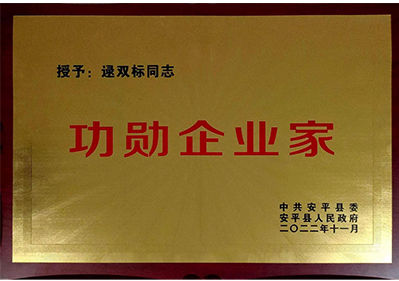 授予：逯双标同志
功勋企业家
中共安平县委
安平县人民政府
二〇二二年十一月